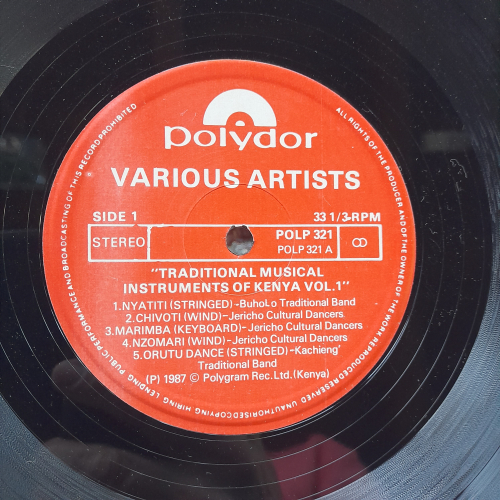 polydor
VARIOUS ARTISTS
SIDE 1
33 1/3-RPM
STEREO
POLP 321
POLP 321 A
"TRADITIONAL MUSICAL
INSTRUMENTS OF KENYA VOL.1"
1.NYATITI (STRINGED) -BuhoLo Traditional Band
2.CHIVOTI (WIND)-Jericho Cultural Dancers
3.MARIMBA (KEYBOARD)-Jericho Cultural Dancers
4.NZOMARI (WIND)-Jericho Cultural Dancers
5.ORUTU DANCE (STRINGED)-Kachieng'
Traditional Band
(P) 1987 © Polygram Rec.Ltd.(Kenya)
ALL RIGHTS OF THE PRODUCER AND OF THE OWNER OF THE WORK REPRODUCED RESERVED UNAUTHORISED COPYING HIRING LENDING PUBLIC PERFORMANCE AND BROADCASTING OF THIS RECORD PROHIBITED